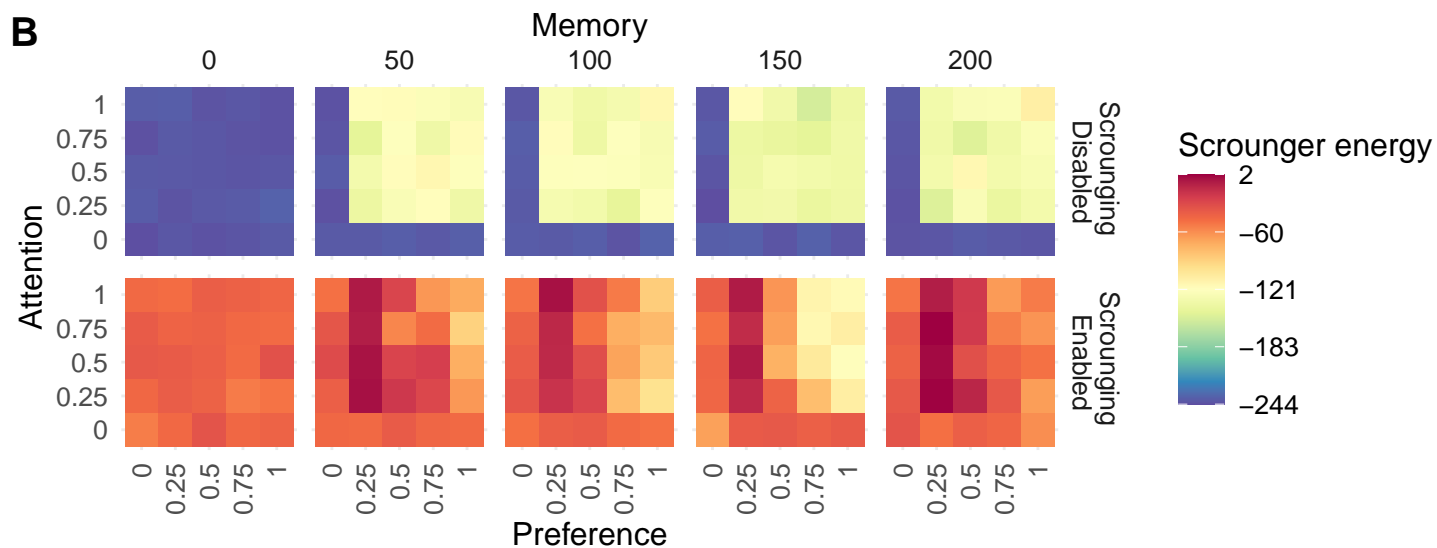 B
Memory
0 50 100 150 200
Attention
1
0.75
0.5
0.25
0
Scrounging
Disabled
1
0.75
0.5
0.25
0
Scrounging
Enabled
0 0.25 0.5 0.75 1 0 0.25 0.5 0.75 1 0 0.25 0.5 0.75 1 0 0.25 0.5 0.75 1 0 0.25 0.5 0.75 1
Preference
Scrounger energy
2
−60
−121
−183
−244